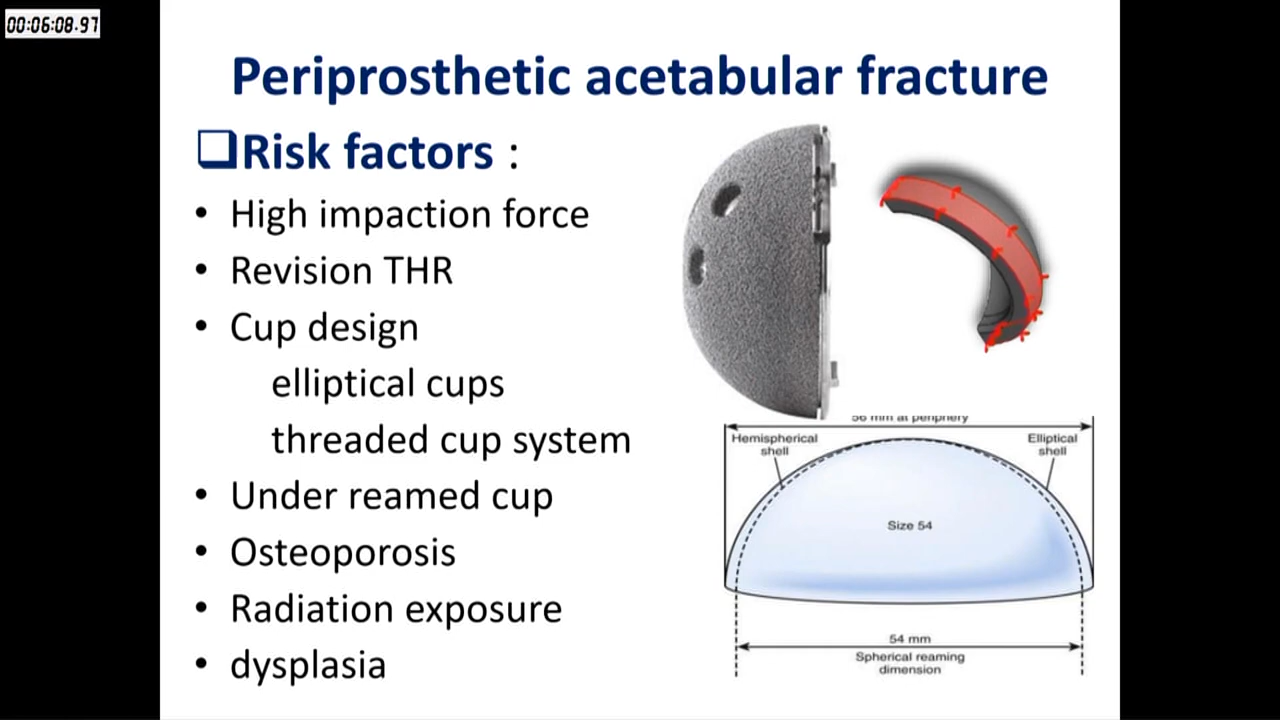 00:06:08.97
Periprosthetic acetabular fracture
Risk factors :
• High impaction force
• Revision THR
• Cup design
elliptical cups
threaded cup system
• Under reamed cup
• Osteoporosis
• Radiation exposure
• dysplasia
56 mm at periphery
Hemispherical
shell
Elliptical
shell
Size 54
54 mm
Spherical reaming
dimension